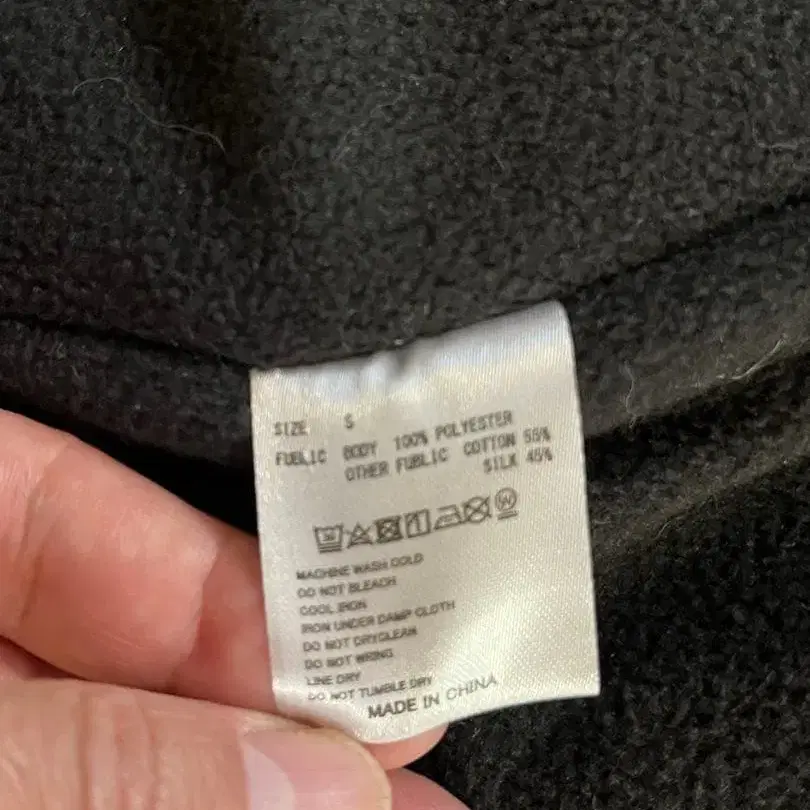 SIZE S
FUBLIC BODY 100% POLYESTER
OTHER FUBLIC COTTON 55%
SILK 45%
MACHINE WASH COLD
DO NOT BLEACH
COOL IRON
IRON UNDER DAMP CLOTH
DO NOT DRYCLEAN
DO NOT WRING
LINE DRY
DO NOT TUMBLE DRY
MADE IN CHINA